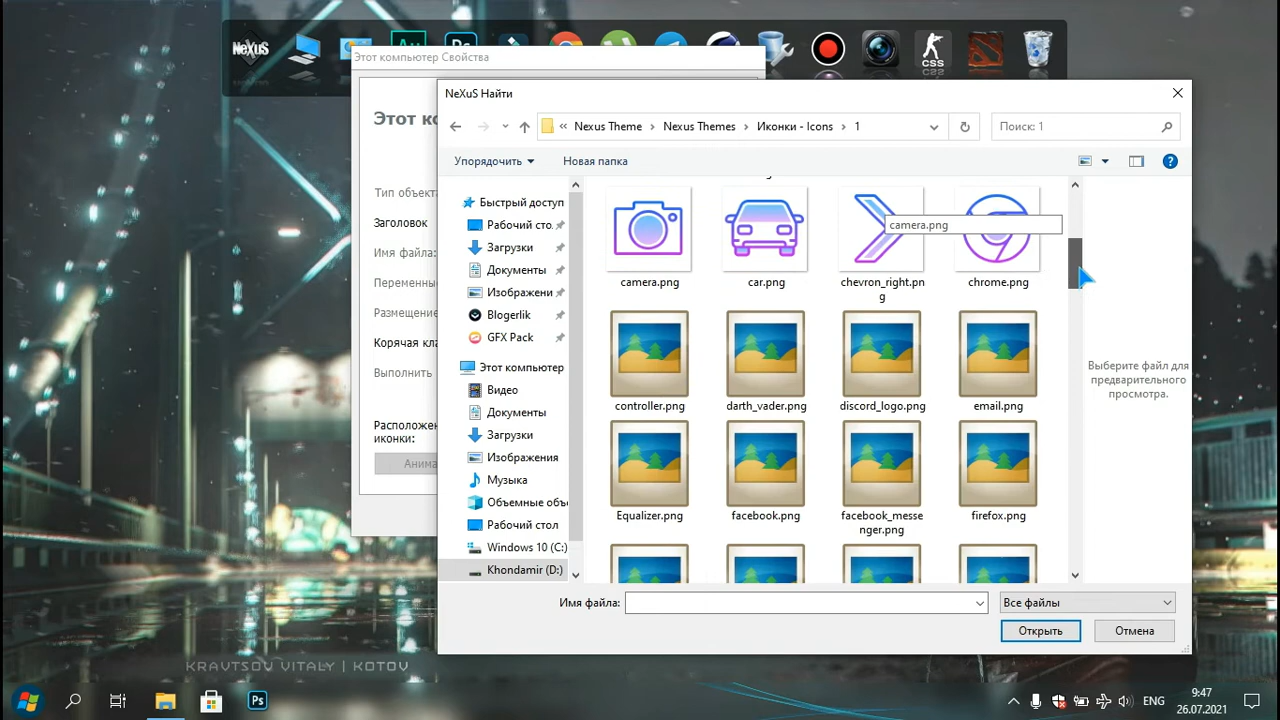 NeXuS
CSS
Этот компьютер Свойства
Этот ко
Тип объекта
Заголовок
Имя файла:
Переменные
Размещение
Корячая кла
Выполнить
Располож
иконки:
Анима
NeXuS Найти
« Nexus Theme › Nexus Themes › Иконки - Icons › 1
Поиск: 1
Упорядочить
Новая папка
Быстрый доступ
Рабочий сто
Загрузки
Документы
Изображени
Blogerlik
GFX Pack
Этот компьютер
Видео
Документы
Загрузки
Изображения
Музыка
Объемные объ
Рабочий стол
Windows 10 (C:)
Khondamir (D:)
camera.png
camera.png
car.png
chevron_right.pn
g
chrome.png
controller.png
darth_vader.png
discord_logo.png
email.png
Equalizer.png
facebook.png
facebook_messe
nger.png
firefox.png
Выберите файл для
предварительного
просмотра.
Имя файла:
Все файлы
Открыть
Отмена
KRAVTSOV VITALY | KOTOV
Ps
ENG
9:47
26.07.2021